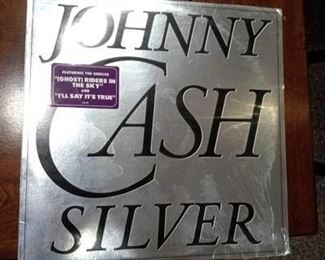 JOHNNY
FEATURING THE SINGLES
"(GHOST) RIDERS IN
THE SKY"
AND
"I'LL SAY IT'S TRUE"
CASH
SILVER